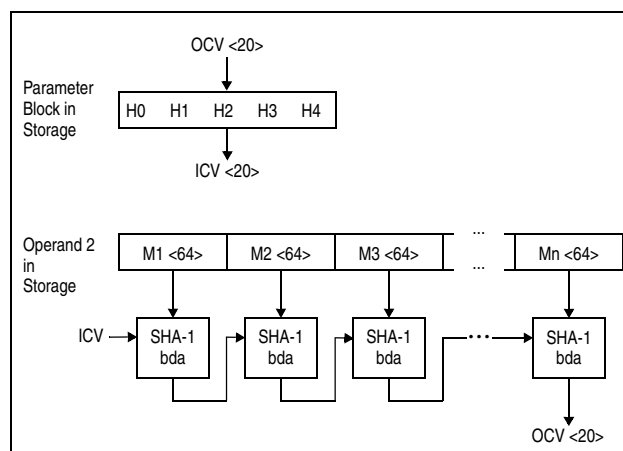 OCV <20>
Parameter
Block in
Storage
H0 H1 H2 H3 H4
ICV <20>
Operand 2
in
Storage
M1 <64> M2 <64> M3 <64> ... ... Mn <64>
ICV
SHA-1
bda
SHA-1
bda
SHA-1
bda
...
SHA-1
bda
OCV <20>